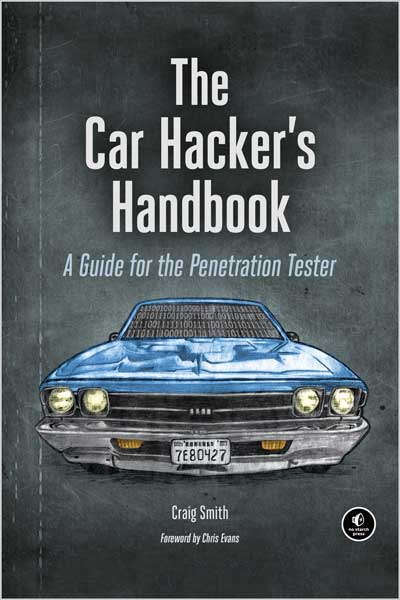 The
Car Hacker's
Handbook
A Guide for the Penetration Tester
7E80427
Craig Smith
Foreword by Chris Evans
no starch
press